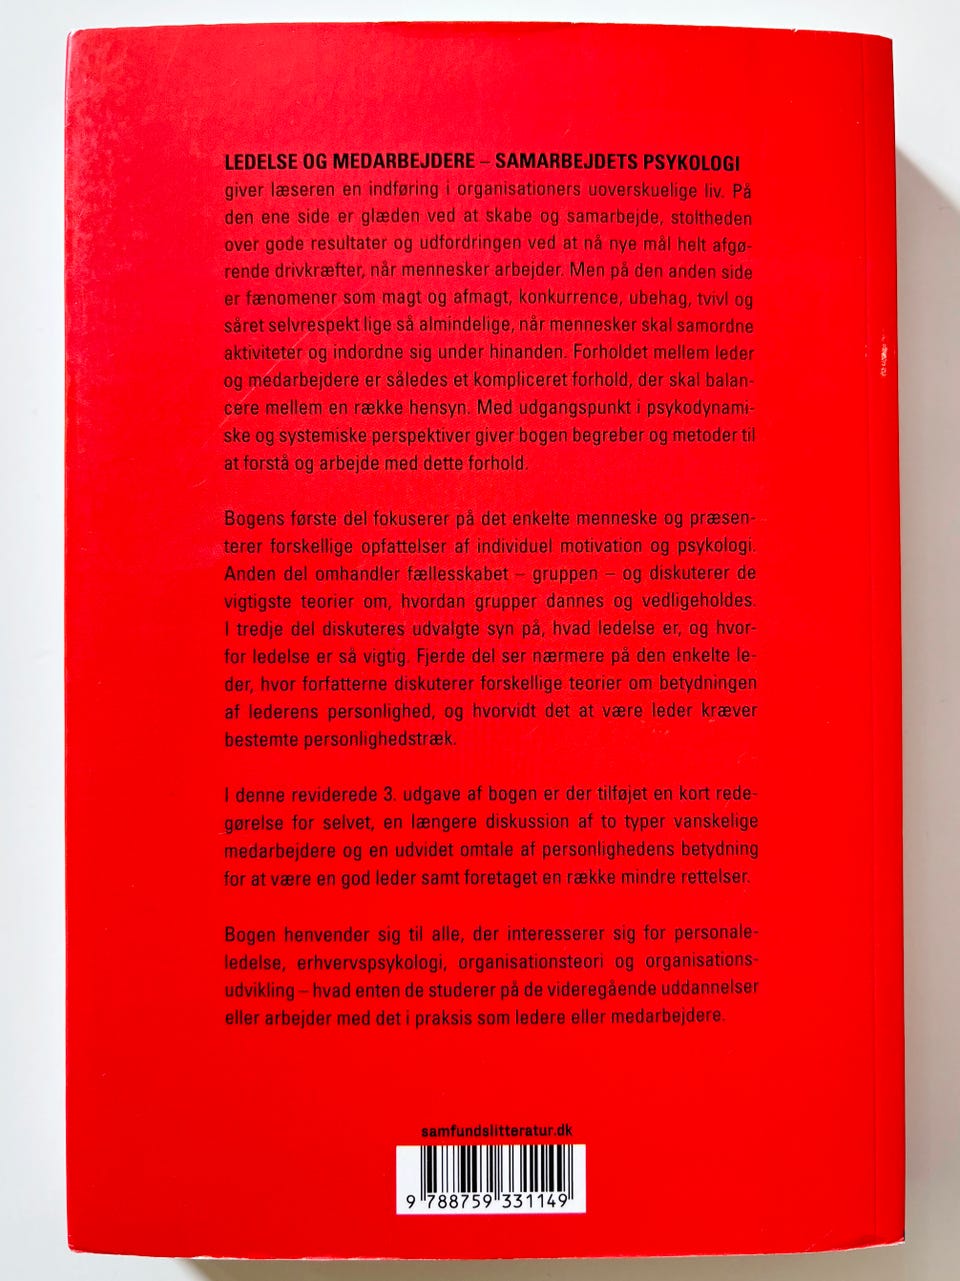 LEDELSE OG MEDARBEJDERE – SAMARBEJDETS PSYKOLOGI
giver læseren en indføring i organisationers uoverskuelige liv. På
den ene side er glæden ved at skabe og samarbejde, stoltheden
over gode resultater og udfordringen ved at nå nye mål helt afgø-
rende drivkræfter, når mennesker arbejder. Men på den anden side
er fænomener som magt og afmagt, konkurrence, ubehag, tvivl og
såret selvrespekt lige så almindelige, når mennesker skal samordne
aktiviteter og indordne sig under hinanden. Forholdet mellem leder
og medarbejdere er således et kompliceret forhold, der skal balan-
cere mellem en række hensyn. Med udgangspunkt i psykodynami-
ske og systemiske perspektiver giver bogen begreber og metoder til
at forstå og arbejde med dette forhold.
Bogens første del fokuserer på det enkelte menneske og præsen-
terer forskellige opfattelser af individuel motivation og psykologi.
Anden del omhandler fællesskabet – gruppen – og diskuterer de
vigtigste teorier om, hvordan grupper dannes og vedligeholdes.
I tredje del diskuteres udvalgte syn på, hvad ledelse er, og hvor-
for ledelse er så vigtig. Fjerde del ser nærmere på den enkelte le-
der, hvor forfatterne diskuterer forskellige teorier om betydningen
af lederens personlighed, og hvorvidt det at være leder kræver
bestemte personlighedstræk.
I denne reviderede 3. udgave af bogen er der tilføjet en kort rede-
gørelse for selvet, en længere diskussion af to typer vanskelige
medarbejdere og en udvidet omtale af personlighedens betydning
for at være en god leder samt foretaget en række mindre rettelser.
Bogen henvender sig til alle, der interesserer sig for personale-
ledelse, erhvervspsykologi, organisationsteori og organisations-
udvikling – hvad enten de studerer på de videregående uddannelser
eller arbejder med det i praksis som ledere eller medarbejdere.
samfundslitteratur.dk
9 788759 331149